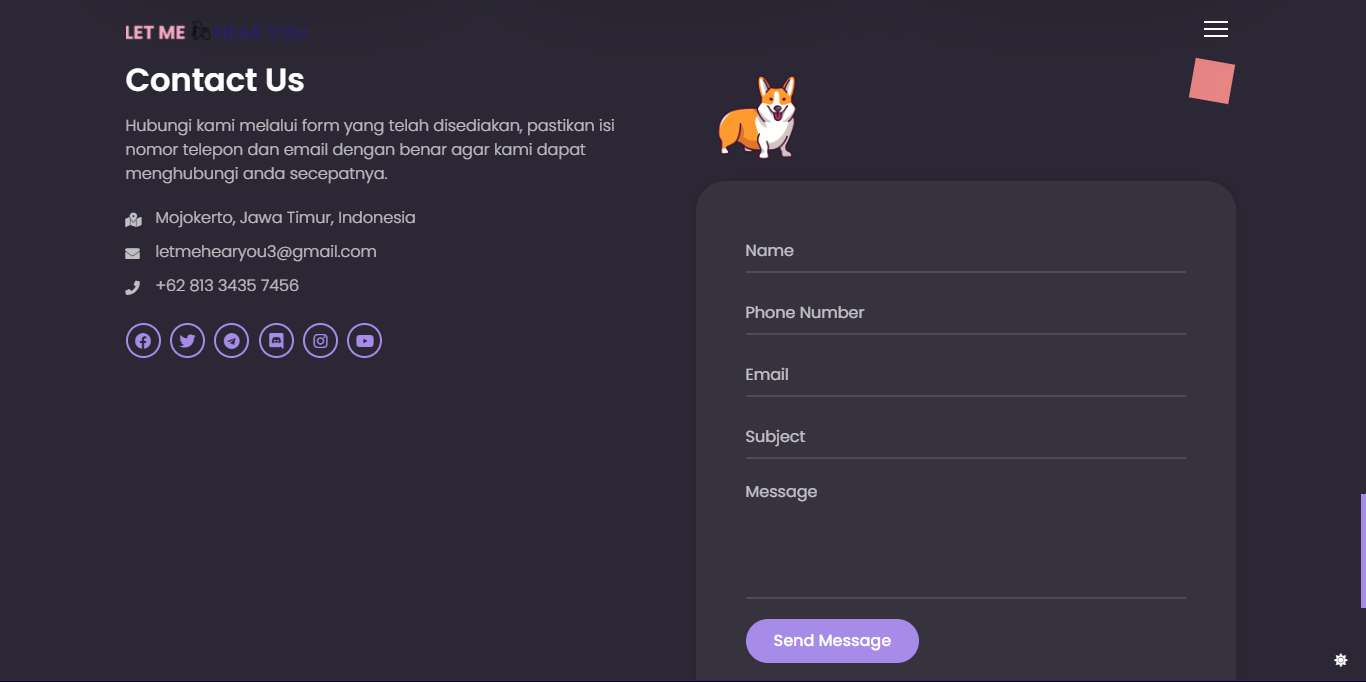 LET ME HEAR YOU
Contact Us
Hubungi kami melalui form yang telah disediakan, pastikan isi
nomor telepon dan email dengan benar agar kami dapat
menghubungi anda secepatnya.
Mojokerto, Jawa Timur, Indonesia
letmehearyou3@gmail.com
+62 813 3435 7456
Name
Phone Number
Email
Subject
Message
Send Message